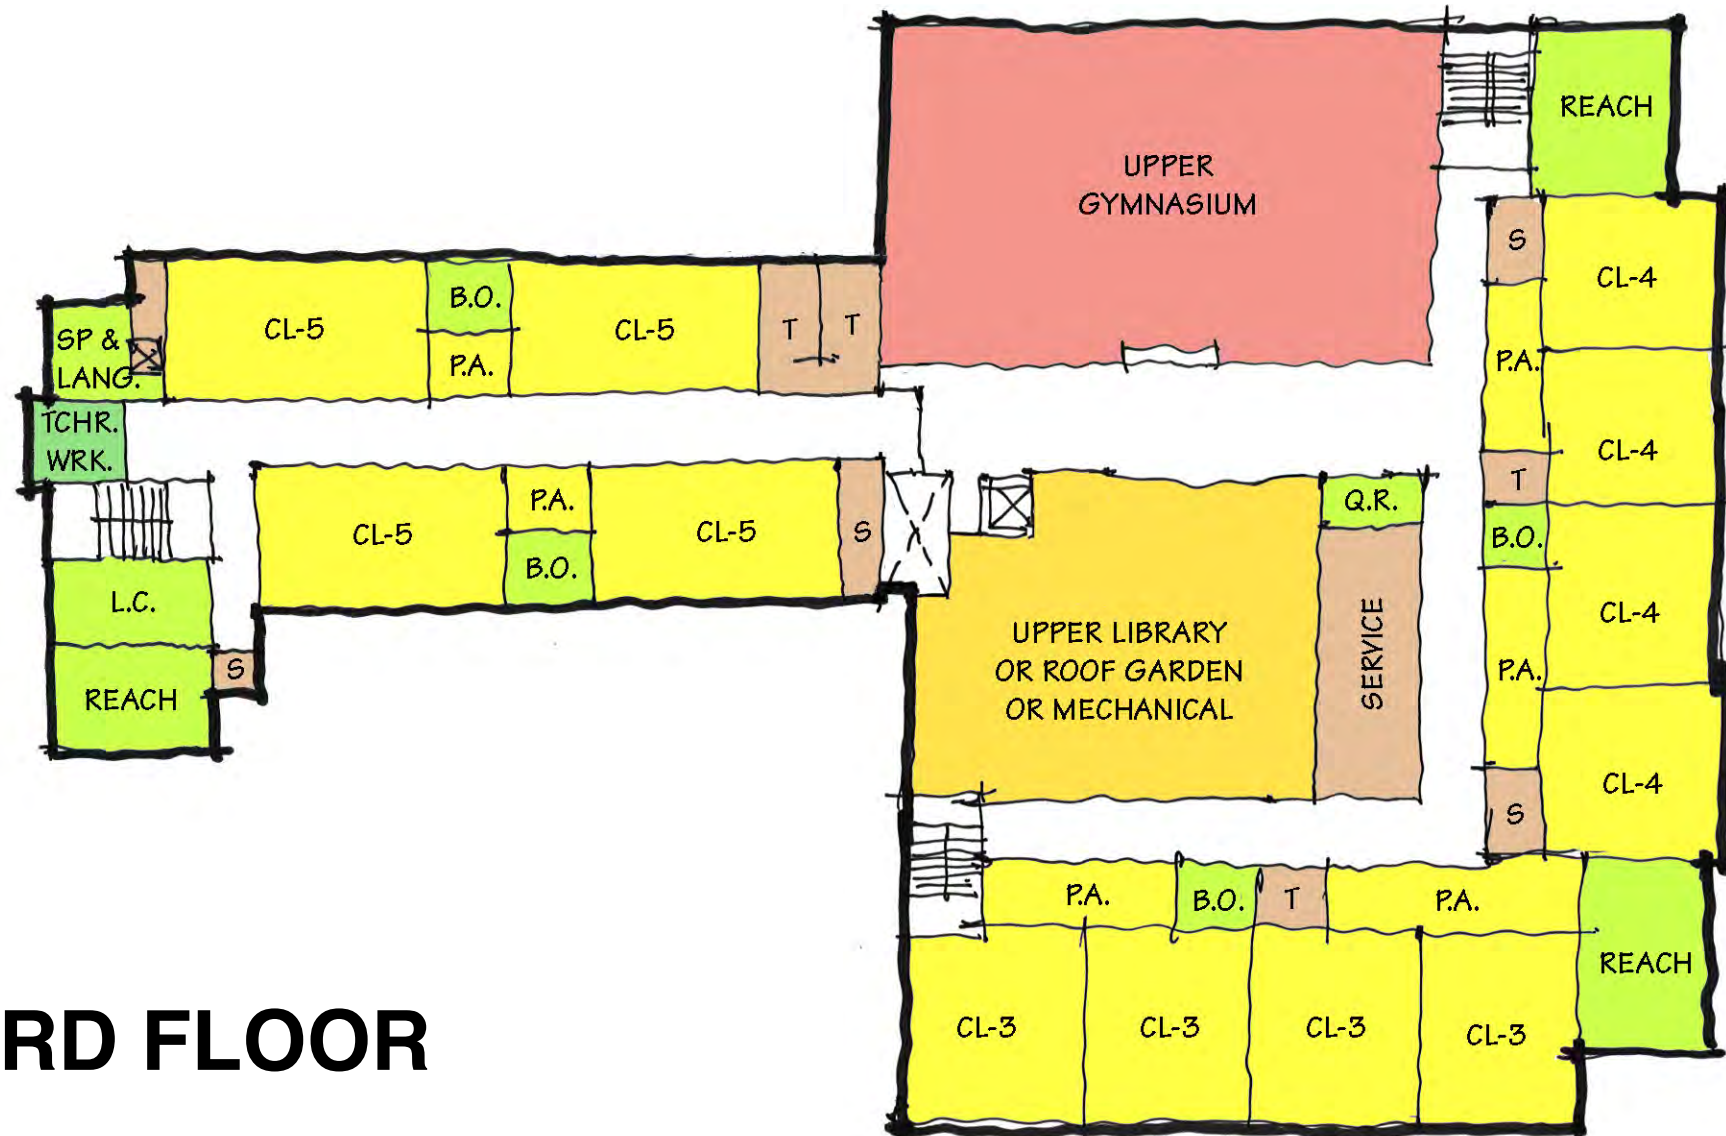 REACH
UPPER
GYMNASIUM
S
CL-4
B.O.
SP &
LANG.
CL-5
CL-5
T
T
P.A.
P.A.
TCHR.
WRK.
CL-4
T
P.A.
CL-5
CL-5
S
Q.R.
B.O.
B.O.
L.C.
CL-4
UPPER LIBRARY
OR ROOF GARDEN
OR MECHANICAL
SERVICE
S
REACH
P.A.
CL-4
S
P.A.
B.O.
T
P.A.
REACH
CL-3
CL-3
CL-3
CL-3
RD FLOOR